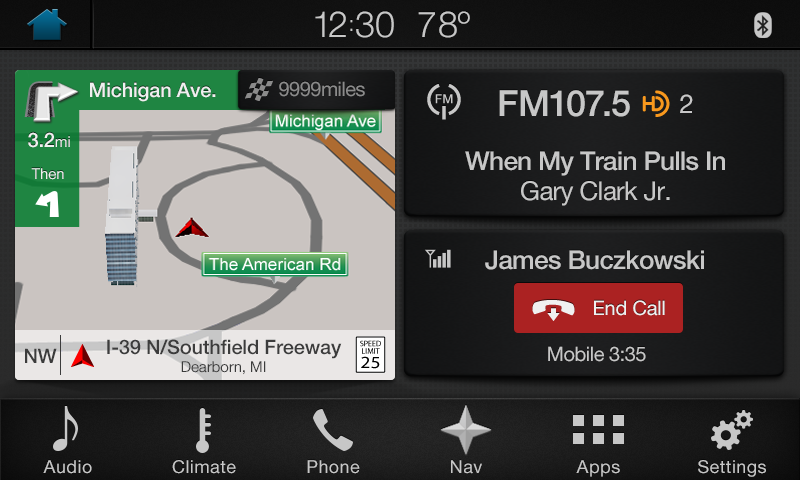 12:30 78°
Michigan Ave.
9999miles
3.2mi
Then
Michigan Ave
The American Rd
NW
I-39 N/Southfield Freeway
Dearborn, MI
SPEED
LIMIT
25
FM
FM107.5 HD 2
When My Train Pulls In
Gary Clark Jr.
James Buczkowski
End Call
Mobile 3:35
Audio
Climate
Phone
Nav
Apps
Settings